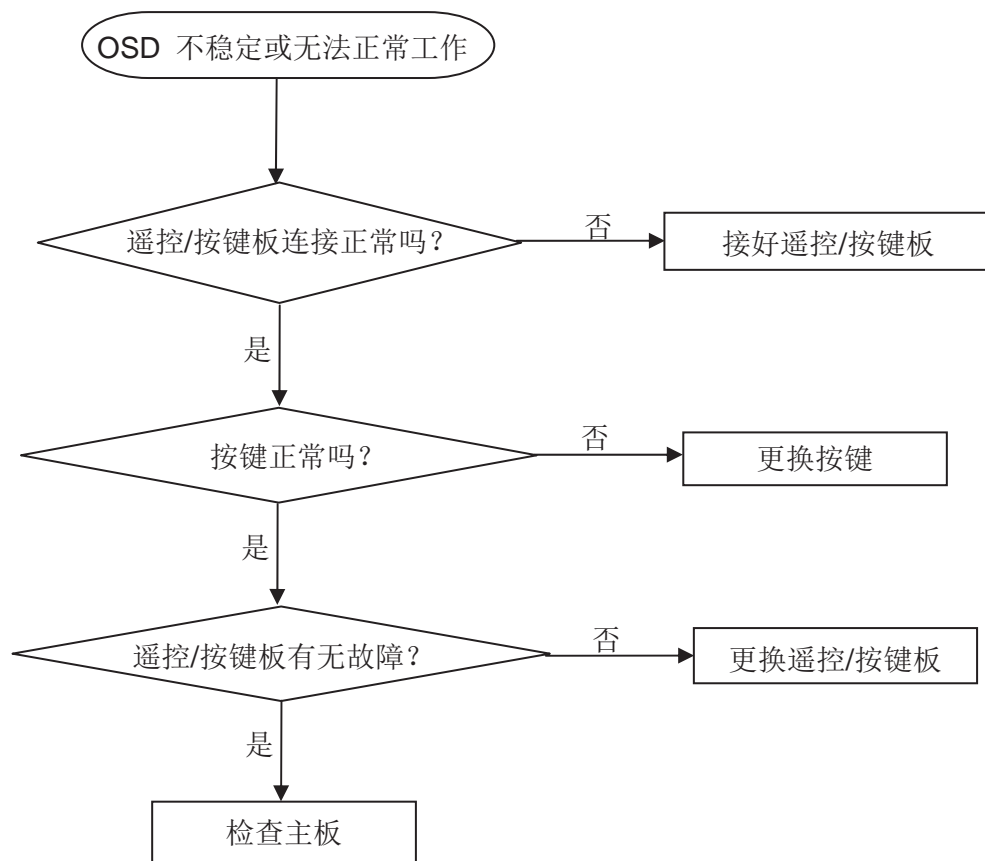 OSD 不稳定或无法正常工作
遥控/按键板连接正常吗？
否
接好遥控/按键板
是
按键正常吗？
否
更换按键
是
遥控/按键板有无故障？
否
更换遥控/按键板
是
检查主板